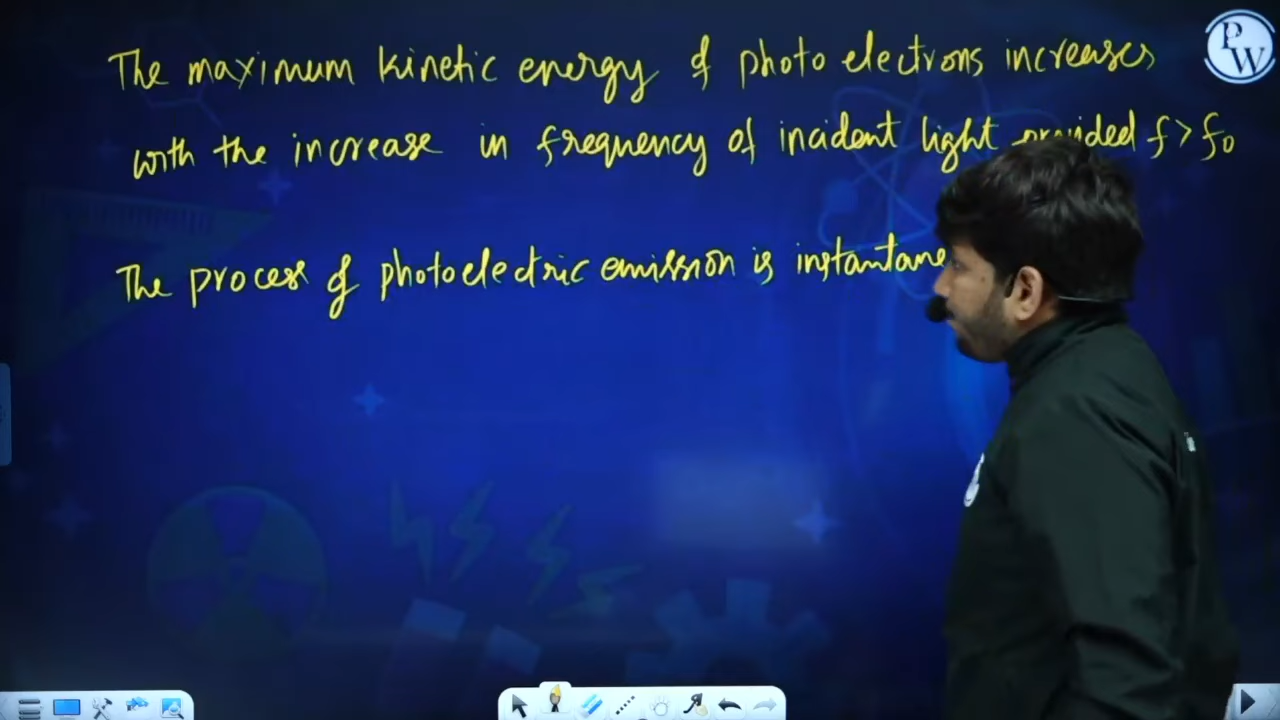 The maximum kinetic energy of photo electrons increases
with the increase in frequency of incident light provided f > f₀
The process of photoelectric emission is instantane
PW